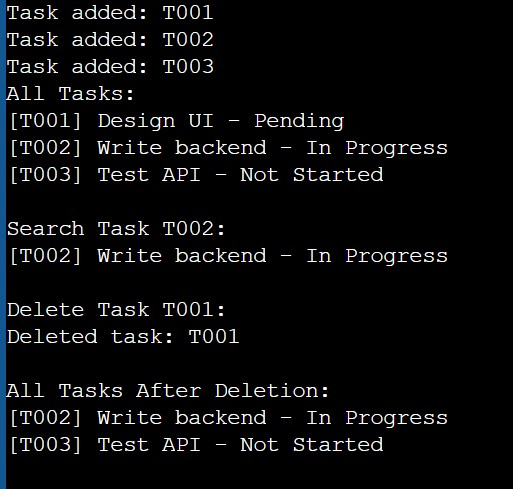 Task added: T001
Task added: T002
Task added: T003
All Tasks:
[T001] Design UI - Pending
[T002] Write backend - In Progress
[T003] Test API - Not Started

Search Task T002:
[T002] Write backend - In Progress

Delete Task T001:
Deleted task: T001

All Tasks After Deletion:
[T002] Write backend - In Progress
[T003] Test API - Not Started